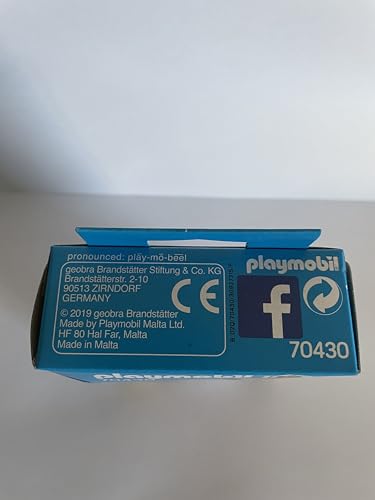 pronounced: pläy-mō-bēēl
geobra Brandstätter Stiftung & Co. KG
Brandstätterstr. 2-10
90513 ZIRNDORF
GERMANY
CE
© 2019 geobra Brandstätter
Made by Playmobil Malta Ltd.
HF 80 Hal Far, Malta
Made in Malta
playmobil
f
70430
playmobil